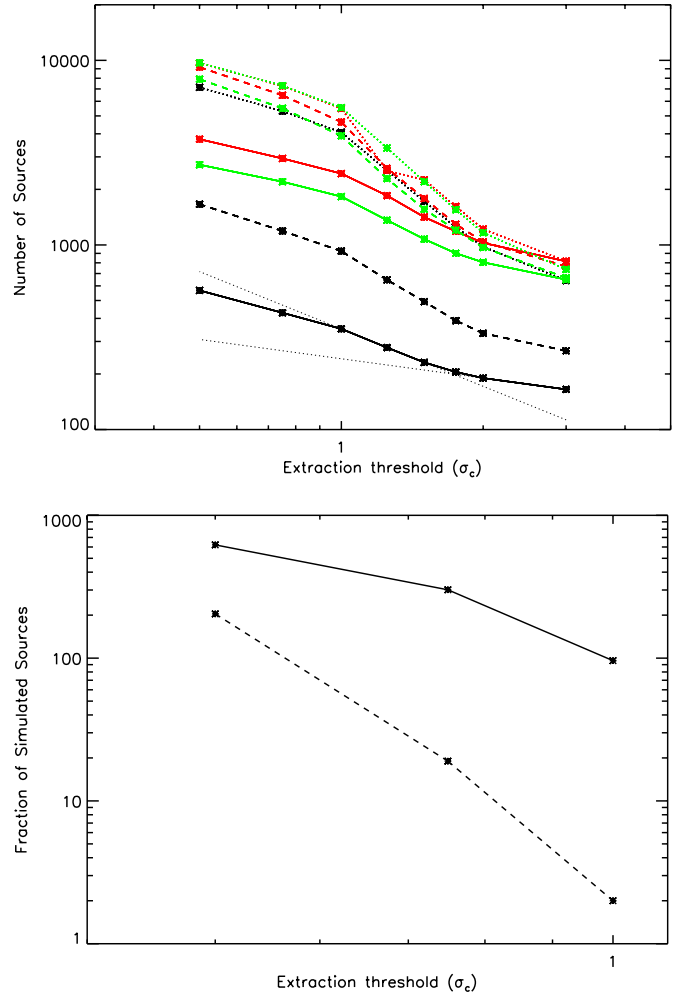 10000
1000
100
Number of Sources
1
Extraction threshold (σc)
1000
100
10
1
Fraction of Simulated Sources
1
Extraction threshold (σc)